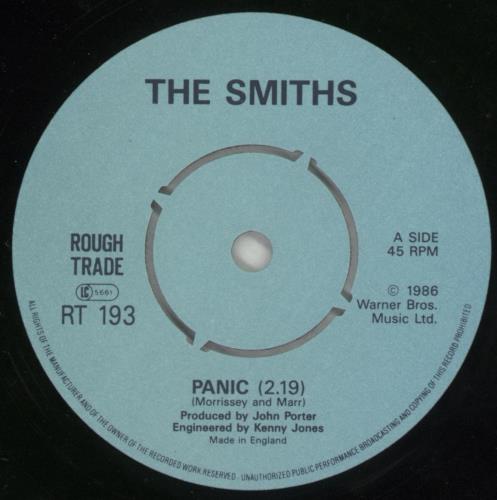 THE SMITHS
ROUGH
TRADE
LC 5661
RT 193
A SIDE
45 RPM
© 1986
Warner Bros.
Music Ltd.
PANIC (2.19)
(Morrissey and Marr)
Produced by John Porter
Engineered by Kenny Jones
Made in England
ALL RIGHTS OF THE MANUFACTURER AND OF THE OWNER OF THE RECORDED WORK RESERVED · UNAUTHORIZED PUBLIC PERFORMANCE BROADCASTING AND COPYING OF THIS RECORD PROHIBITED